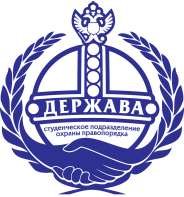 ДЕРЖАВА
студенческое подразделение
охраны правопорядка